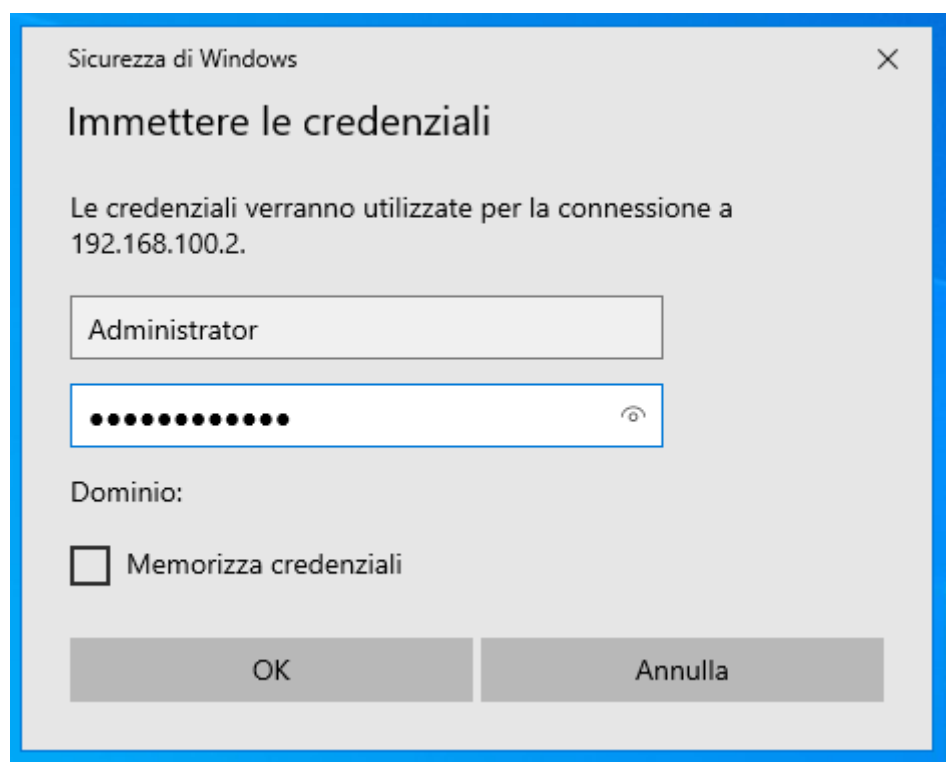 Sicurezza di Windows
Immettere le credenziali
Le credenziali verranno utilizzate per la connessione a
192.168.100.2.
Administrator
●●●●●●●●●●●●
Dominio:
Memorizza credenziali
OK
Annulla